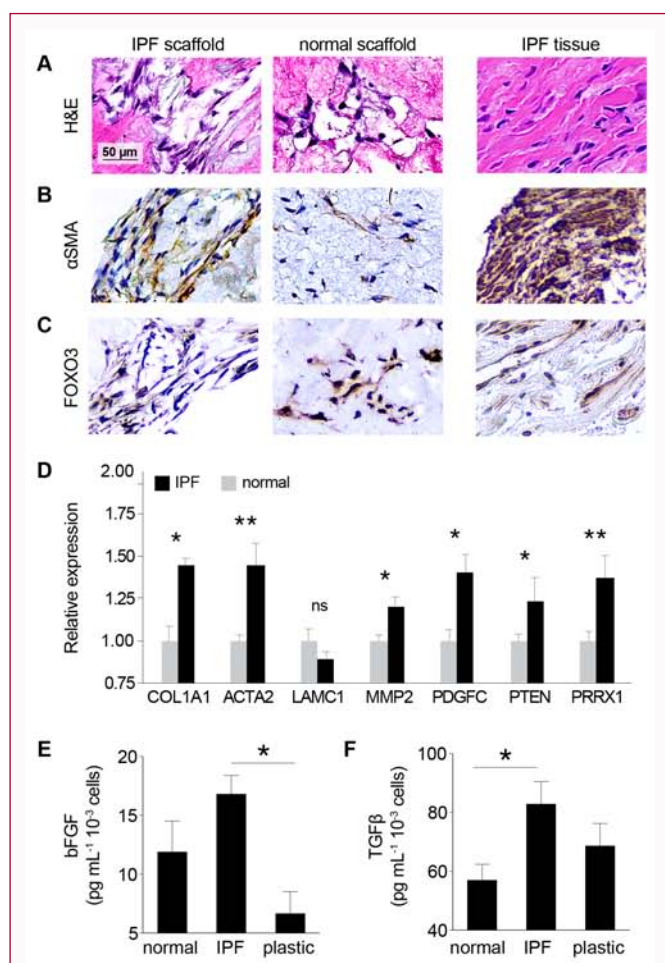 IPF scaffold normal scaffold IPF tissue
A
H&E
50 µm
B
αSMA
C
FOXO3
D
IPF normal
Relative expression
2.00
1.75
1.50
1.25
1.00
0.75
* ** ns * * * **
COL1A1 ACTA2 LAMC1 MMP2 PDGFC PTEN PRRX1
E
bFGF
(pg mL⁻¹ 10⁻³ cells)
20
15
10
5
*
normal IPF plastic
F
TGFβ
(pg mL⁻¹ 10⁻³ cells)
100
80
60
40
*
normal IPF plastic